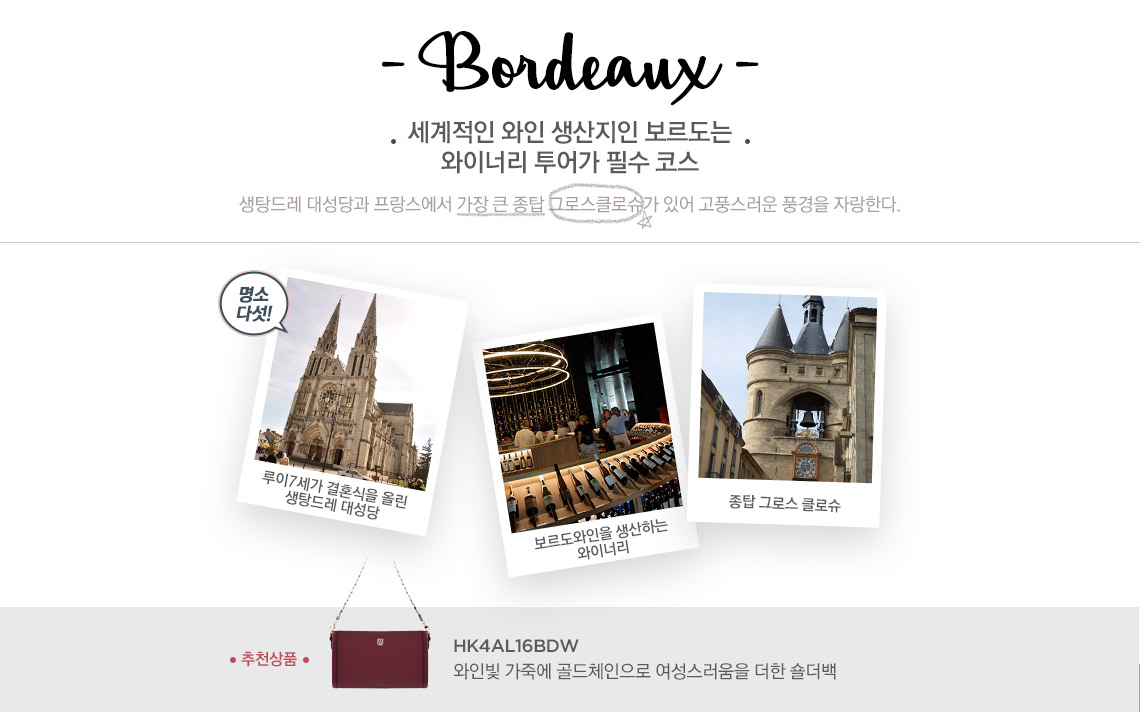 - Bordeaux -
• 세계적인 와인 생산지인 보르도는 •
와이너리 투어가 필수 코스
생탕드레 대성당과 프랑스에서 가장 큰 종탑 그로스클로슈가 있어 고풍스러운 풍경을 자랑한다.
명소
다섯!
루이7세가 결혼식을 올린
생탕드레 대성당
보르도와인을 생산하는
와이너리
종탑 그로스 클로슈
• 추천상품 •
HK4AL16BDW
와인빛 가죽에 골드체인으로 여성스러움을 더한 숄더백